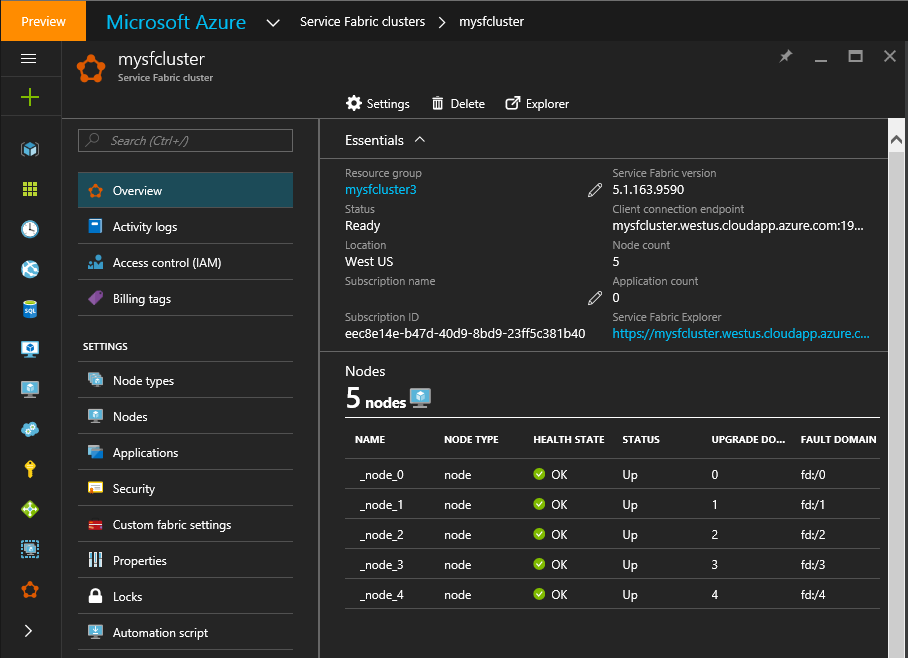 Preview
Microsoft Azure
Service Fabric clusters > mysfcluster
mysfcluster
Service Fabric cluster
Settings
Delete
Explorer
Search (Ctrl+/)
Overview
Activity logs
Access control (IAM)
Billing tags
SETTINGS
Node types
Nodes
Applications
Security
Custom fabric settings
Properties
Locks
Automation script
Essentials
Resource group
mysfcluster3
Status
Ready
Location
West US
Subscription name
Subscription ID
eec8e14e-b47d-40d9-8bd9-23ff5c381b40
Service Fabric version
5.1.163.9590
Client connection endpoint
mysfcluster.westus.cloudapp.azure.com:19...
Node count
5
Application count
0
Service Fabric Explorer
https://mysfcluster.westus.cloudapp.azure.c...
Nodes
5 nodes
NAME NODE TYPE HEALTH STATE STATUS UPGRADE DO... FAULT DOMAIN
_node_0 node OK Up 0 fd:/0
_node_1 node OK Up 1 fd:/1
_node_2 node OK Up 2 fd:/2
_node_3 node OK Up 3 fd:/3
_node_4 node OK Up 4 fd:/4
SQL